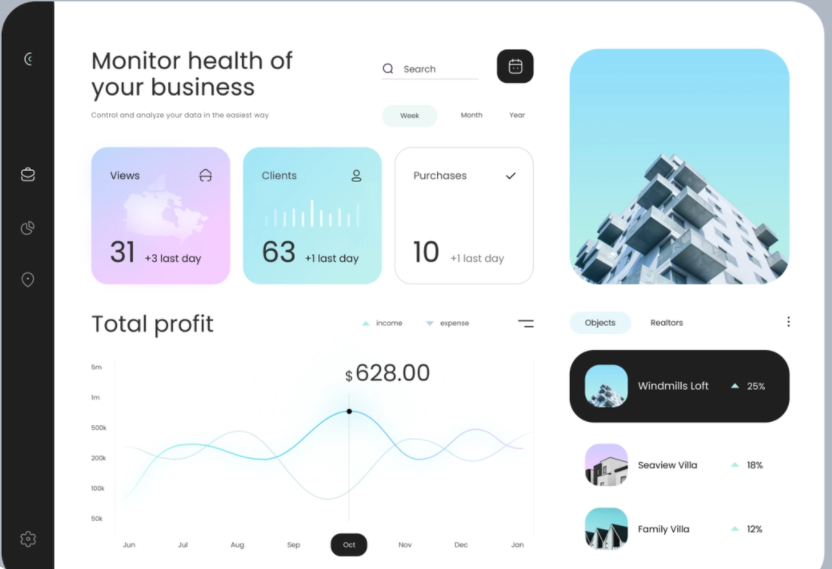 Monitor health of
your business
Control and analyze your data in the easiest way
Search
Week Month Year
Views
31 +3 last day
Clients
63 +1 last day
Purchases
10 +1 last day
Total profit
income expense
$628.00
5m
1m
500k
200k
100k
50k
Jun Jul Aug Sep Oct Nov Dec Jan
Objects Realtors
Windmills Loft 25%
Seaview Villa 18%
Family Villa 12%